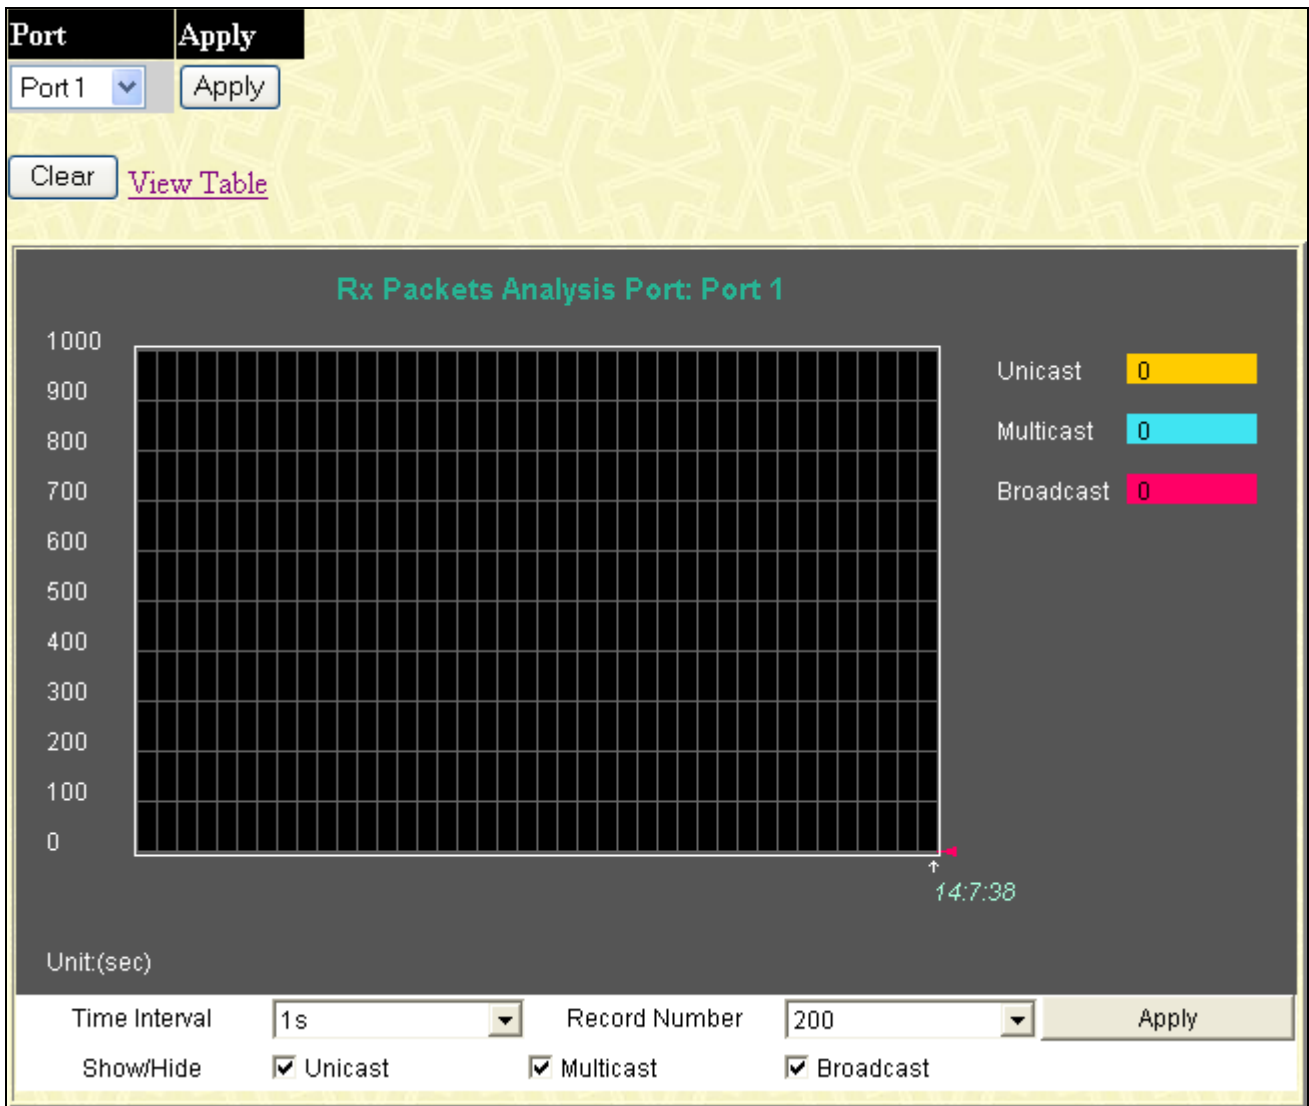 Port Apply
Port 1 Apply
Clear View Table
Rx Packets Analysis Port: Port 1
1000
900
800
700
600
500
400
300
200
100
0
Unicast 0
Multicast 0
Broadcast 0
14:7:38
Unit:(sec)
Time Interval 1s Record Number 200 Apply
Show/Hide Unicast Multicast Broadcast